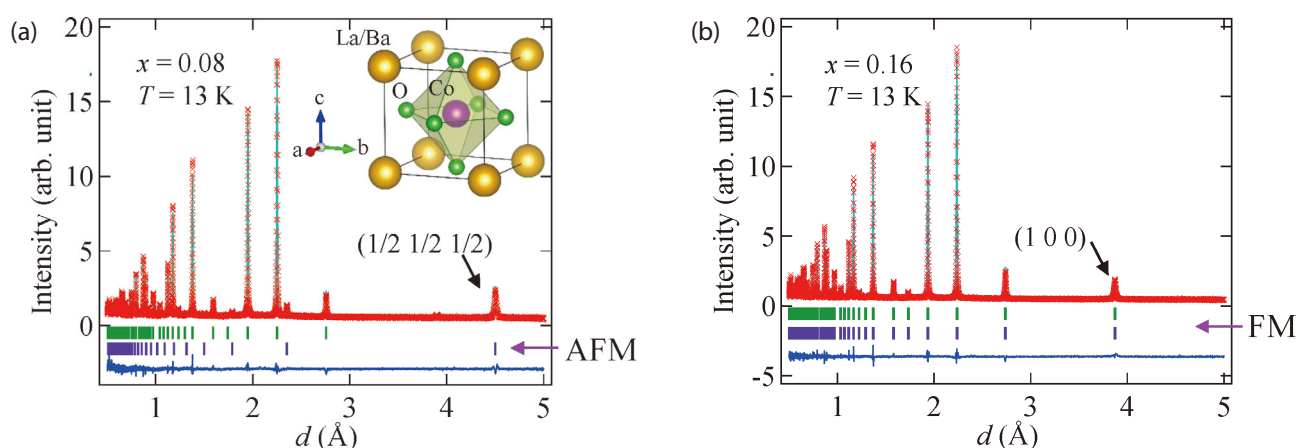 (a)
20
15
10
5
0
Intensity (arb. unit)
x = 0.08
T = 13 K
La/Ba
O
Co
c
a
b
(1/2 1/2 1/2)
AFM
1
2
3
4
5
d (Å)
(b)
20
15
10
5
0
-5
Intensity (arb. unit)
x = 0.16
T = 13 K
(1 0 0)
FM
1
2
3
4
5
d (Å)